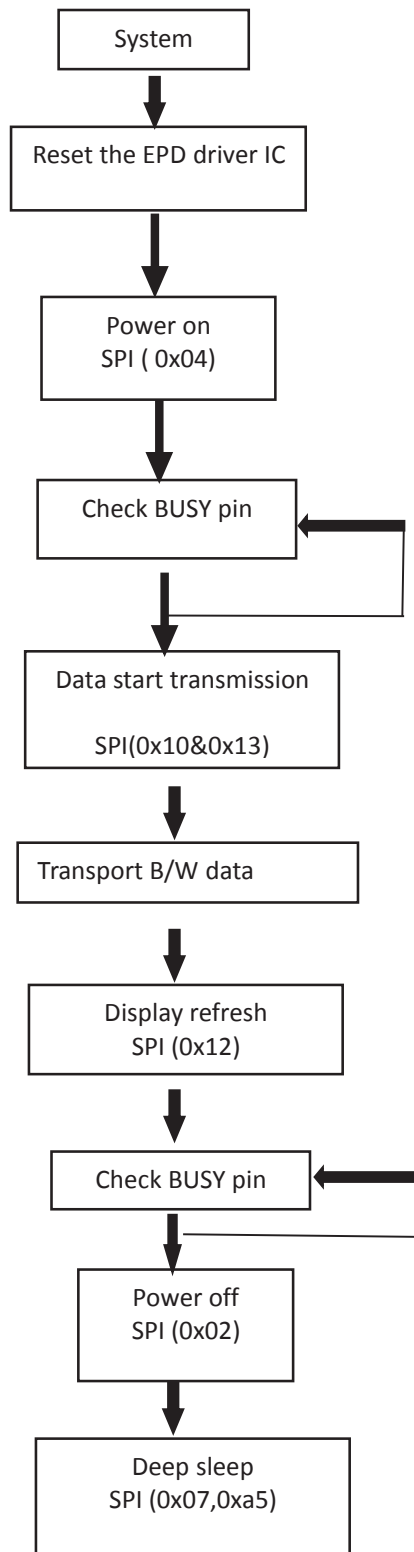 System
Reset the EPD driver IC
Power on
SPI ( 0x04)
Check BUSY pin
Data start transmission
SPI(0x10&0x13)
Transport B/W data
Display refresh
SPI (0x12)
Check BUSY pin
Power off
SPI (0x02)
Deep sleep
SPI (0x07,0xa5)